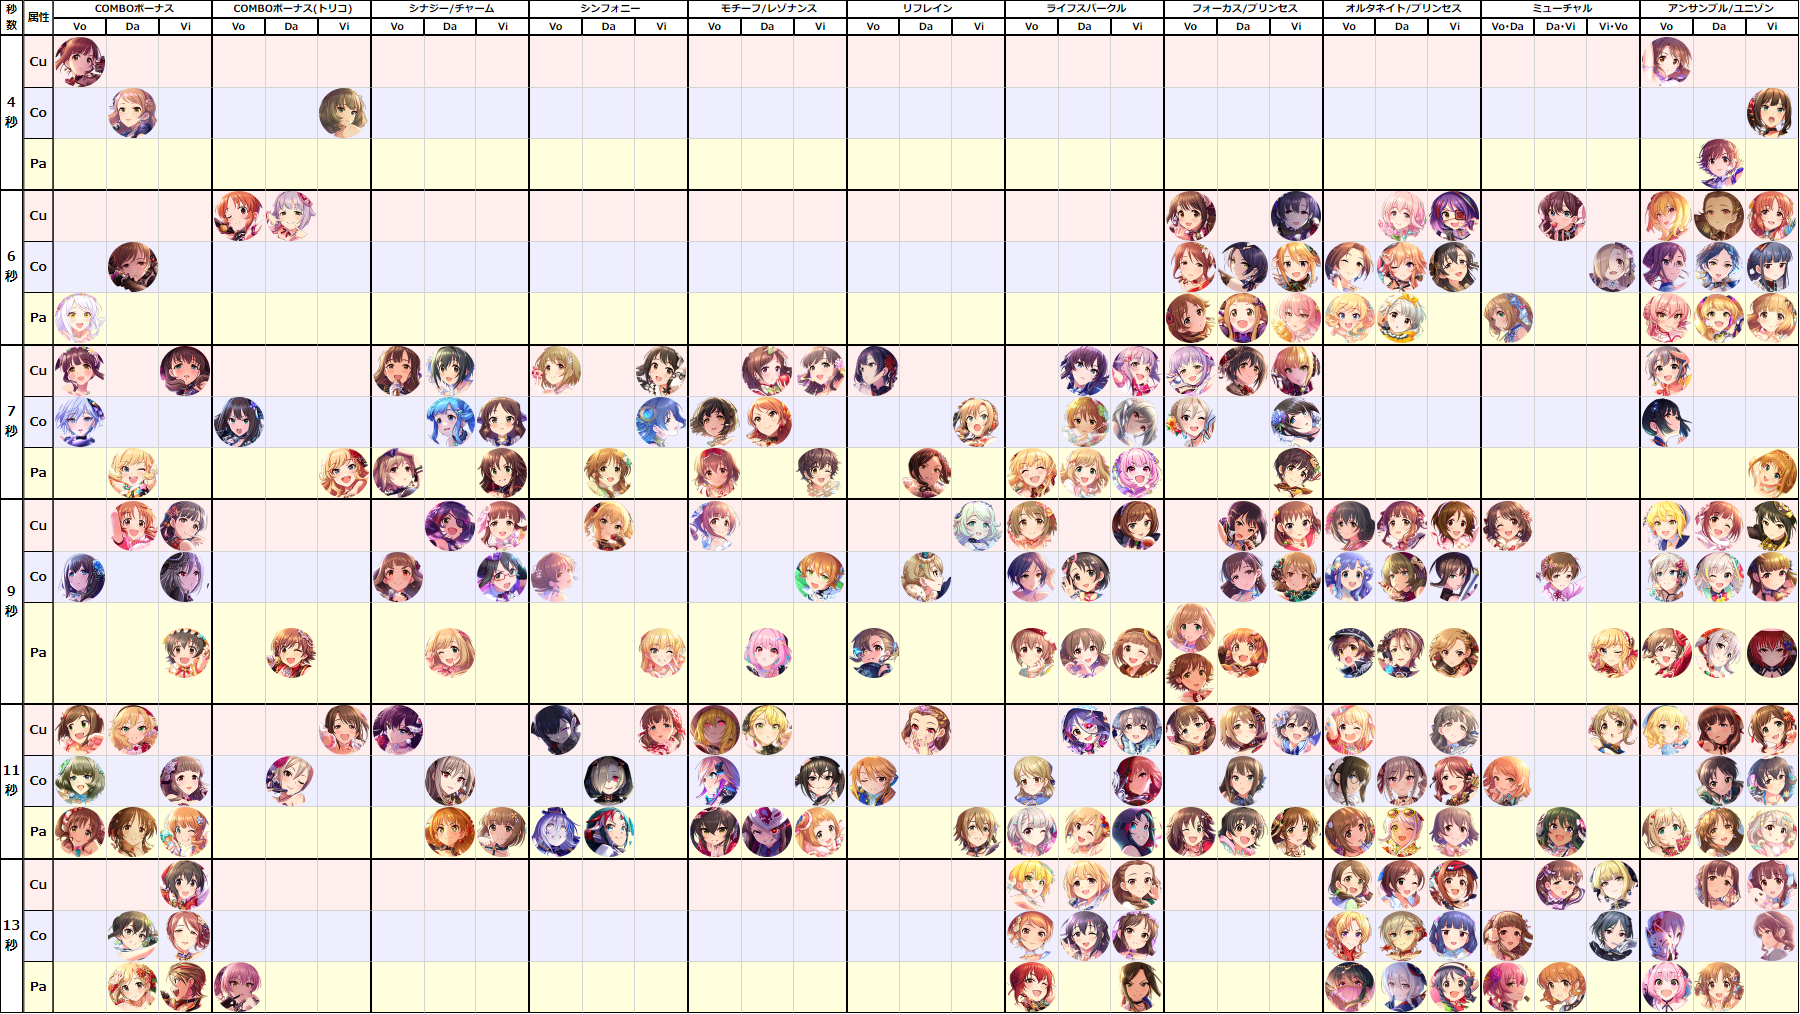 秒数 属性 COMBOボーナス COMBOボーナス(トリコ) シナジー/チャーム シンフォニー モチーフ/レゾナンス リフレイン ライフスパークル フォーカス/プリンセス オルタネイト/プリンセス ミューチャル アンサンブル/ユニゾン
Vo Da Vi Vo Da Vi Vo Da Vi Vo Da Vi Vo Da Vi Vo Da Vi Vo Da Vi Vo Da Vi Vo Da Vi Vo・Da Da・Vi Vi・Vo Vo Da Vi
4秒
Cu
Co
Pa
6秒
Cu
Co
Pa
7秒
Cu
Co
Pa
9秒
Cu
Co
Pa
11秒
Cu
Co
Pa
13秒
Cu
Co
Pa